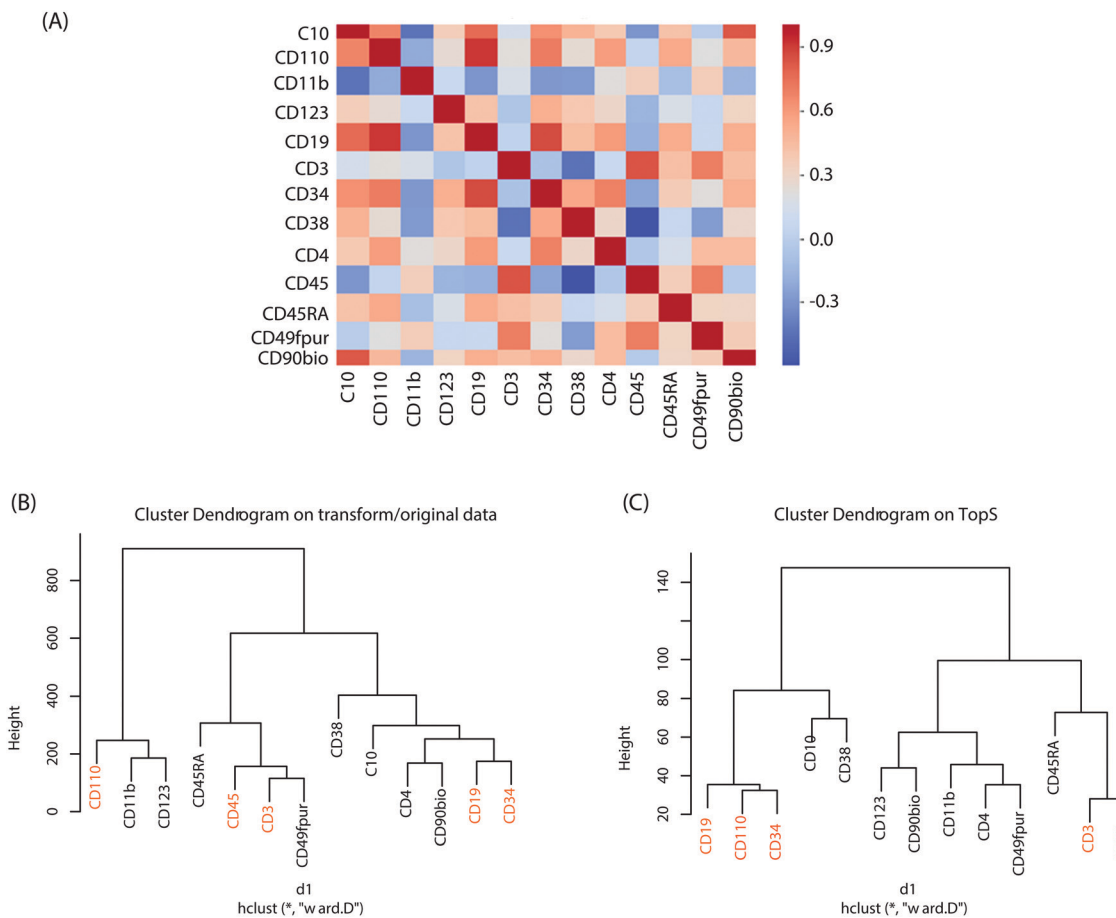 (A)
C10
CD110
CD11b
CD123
CD19
CD3
CD34
CD38
CD4
CD45
CD45RA
CD49fpur
CD90bio
0.9
0.6
0.3
0.0
-0.3
C10
CD110
CD11b
CD123
CD19
CD3
CD34
CD38
CD4
CD45
CD45RA
CD49fpur
CD90bio
(B)
Cluster Dendrogram on transform/original data
Height
800
600
400
200
0
CD110
CD11b
CD123
CD45RA
CD45
CD3
CD49fpur
CD38
C10
CD4
CD90bio
CD19
CD34
d1
hclust (*, "w ard.D")
(C)
Cluster Dendrogram on TopS
Height
140
100
80
60
40
20
CD19
CD110
CD34
CD10
CD38
CD123
CD90bio
CD11b
CD4
CD49fpur
CD45RA
CD3
d1
hclust (*, "w ard.D")